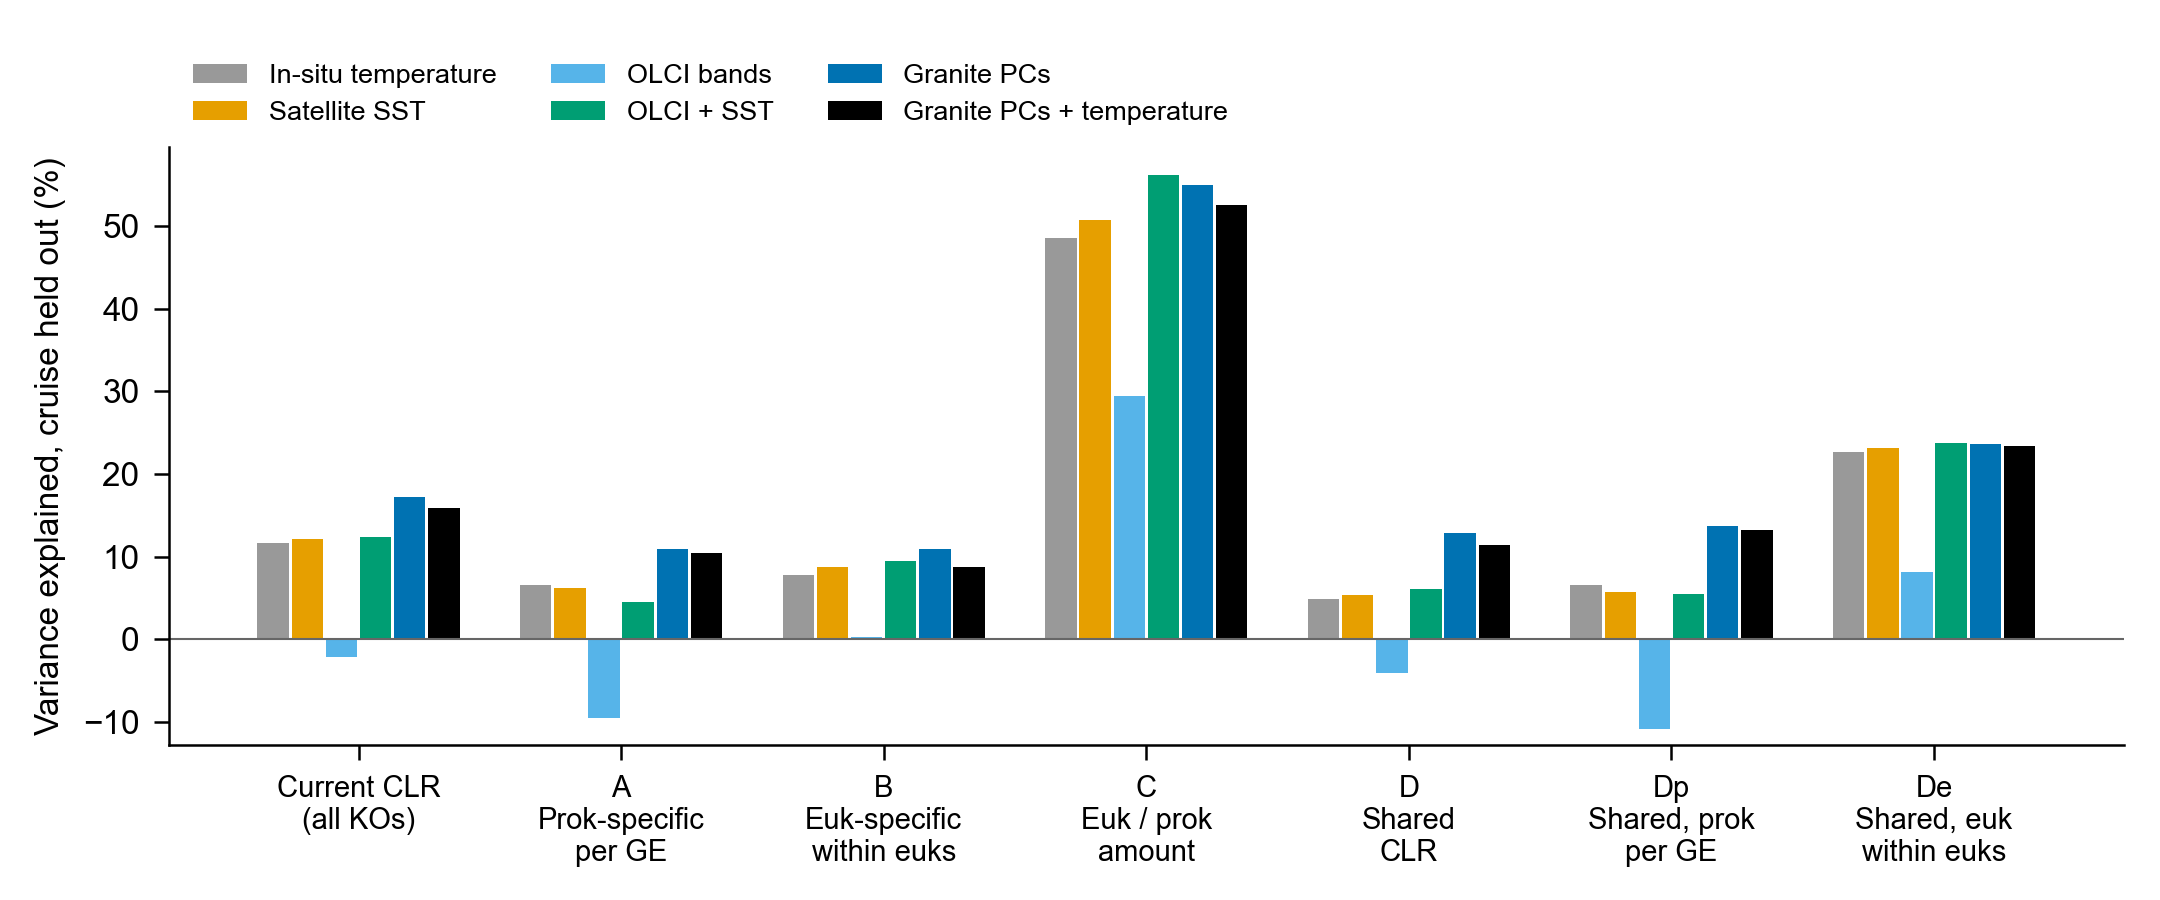 In-situ temperature
Satellite SST
OLCI bands
OLCI + SST
Granite PCs
Granite PCs + temperature
Variance explained, cruise held out (%)
50
40
30
20
10
0
−10
Current CLR
(all KOs)
A
Prok-specific
per GE
B
Euk-specific
within euks
C
Euk / prok
amount
D
Shared
CLR
Dp
Shared, prok
per GE
De
Shared, euk
within euks